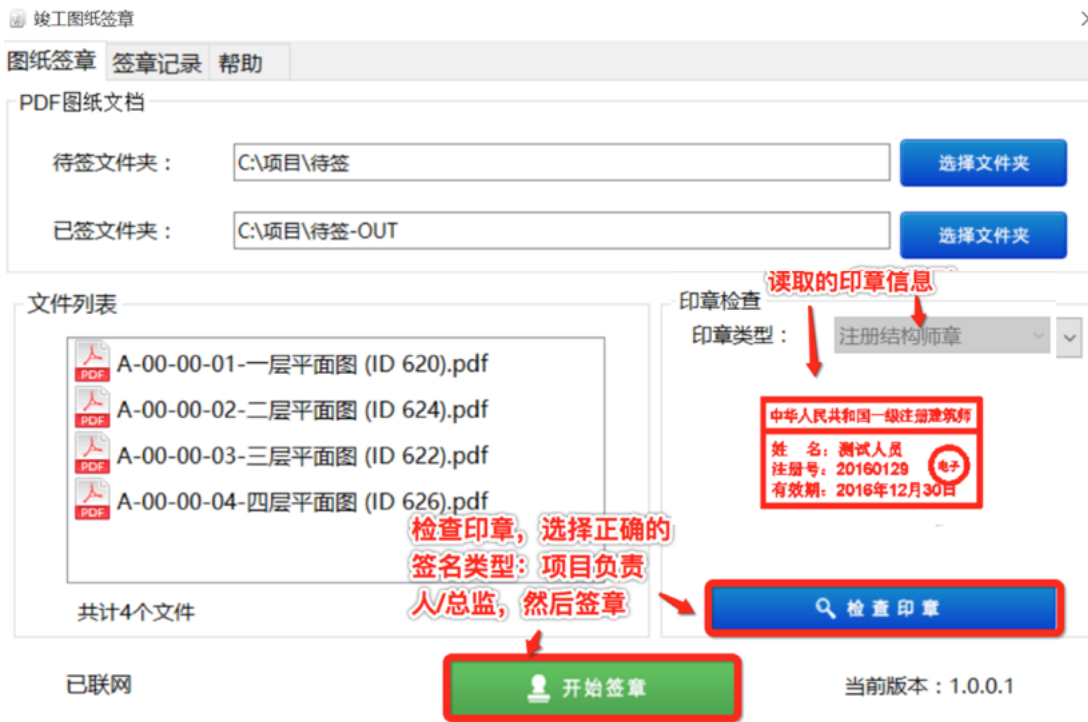 竣工图纸签章
图纸签章 签章记录 帮助
PDF图纸文档
待签文件夹： C:\项目\待签 选择文件夹
已签文件夹： C:\项目\待签-OUT 选择文件夹
读取的印章信息
文件列表
A-00-00-01-一层平面图 (ID 620).pdf
A-00-00-02-二层平面图 (ID 624).pdf
A-00-00-03-三层平面图 (ID 622).pdf
A-00-00-04-四层平面图 (ID 626).pdf
共计4个文件
印章检查
印章类型： 注册结构师章
中华人民共和国一级注册建筑师
姓 名：测试人员
注册号：20160129
电子
有效期：2016年12月30日
检查印章，选择正确的
签名类型：项目负责
人/总监，然后签章
检查印章
已联网
开始签章
当前版本：1.0.0.1